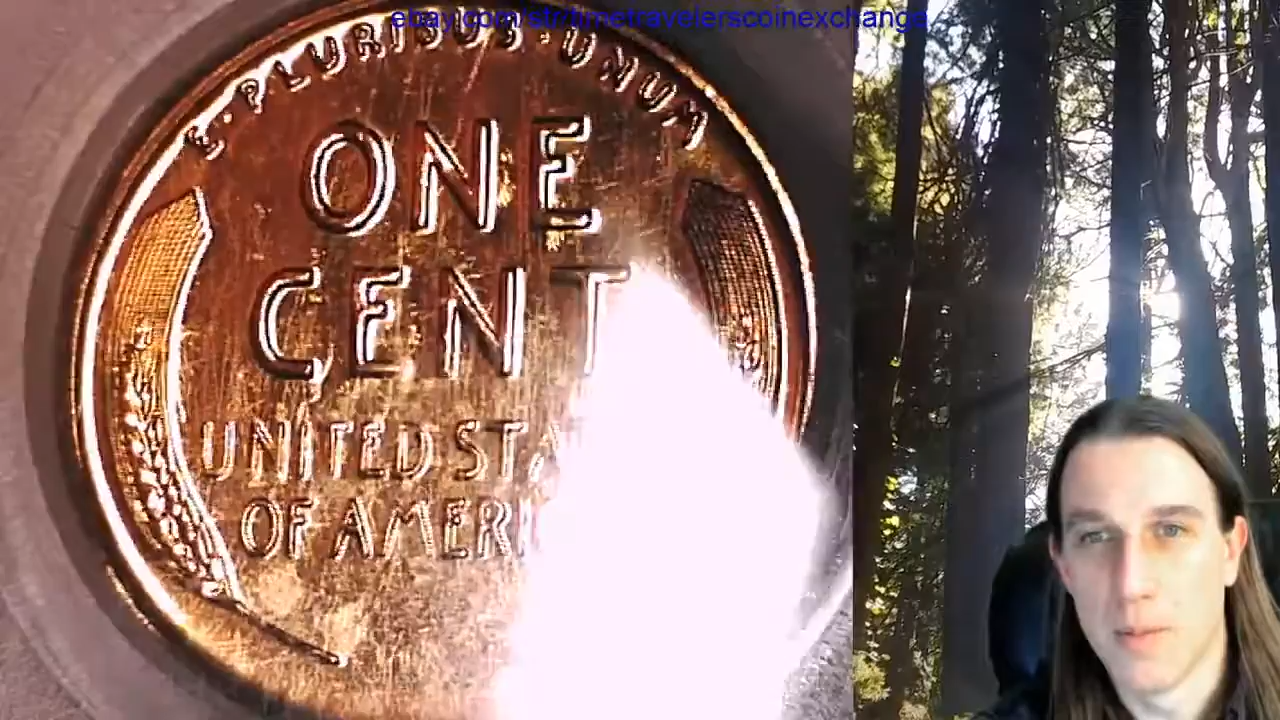 ebay.com/str/timetravelerscoinexchange
E·PLURIBUS·UNUM
ONE
CENT
UNITED STA
OF AMERI